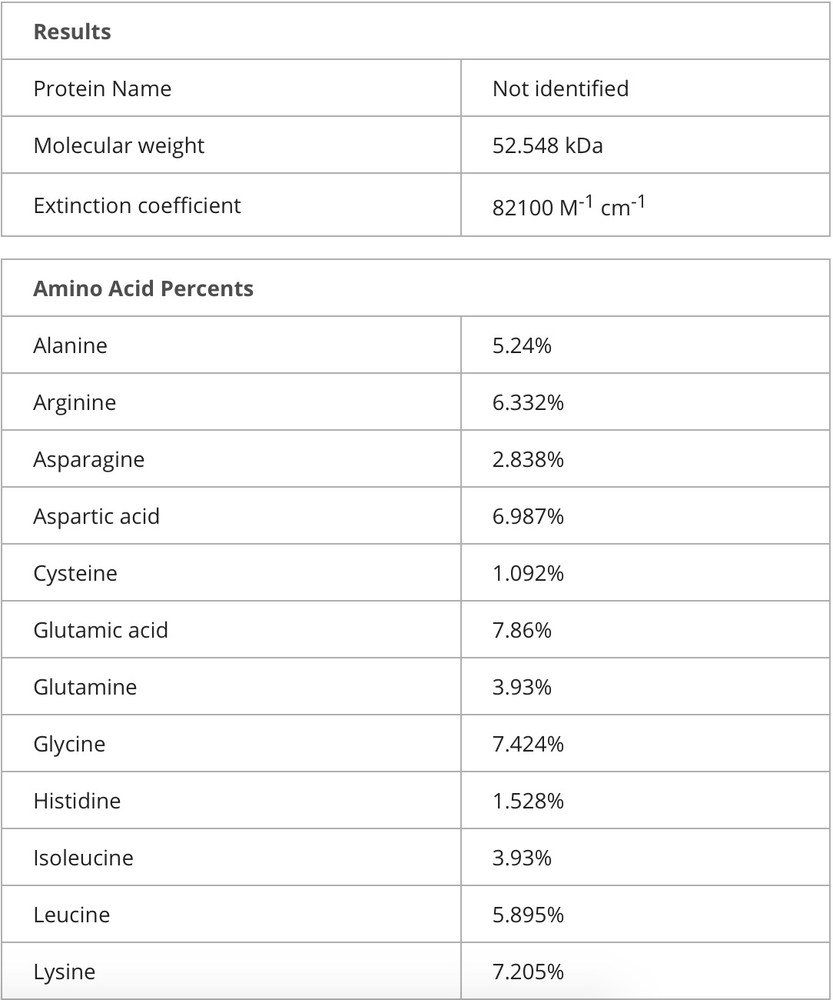 Results
Protein Name Not identified
Molecular weight 52.548 kDa
Extinction coefficient 82100 M⁻¹ cm⁻¹
Amino Acid Percents
Alanine 5.24%
Arginine 6.332%
Asparagine 2.838%
Aspartic acid 6.987%
Cysteine 1.092%
Glutamic acid 7.86%
Glutamine 3.93%
Glycine 7.424%
Histidine 1.528%
Isoleucine 3.93%
Leucine 5.895%
Lysine 7.205%